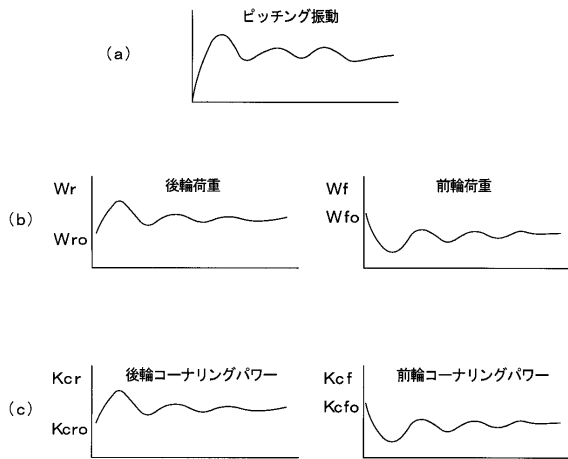 ピッチング振動
(a)
後輪荷重
前輪荷重
Wr
Wf
(b)
Wro
Wfo
後輪コーナリングパワー
前輪コーナリングパワー
Kcr
Kcf
(c)
Kcro
Kcfo